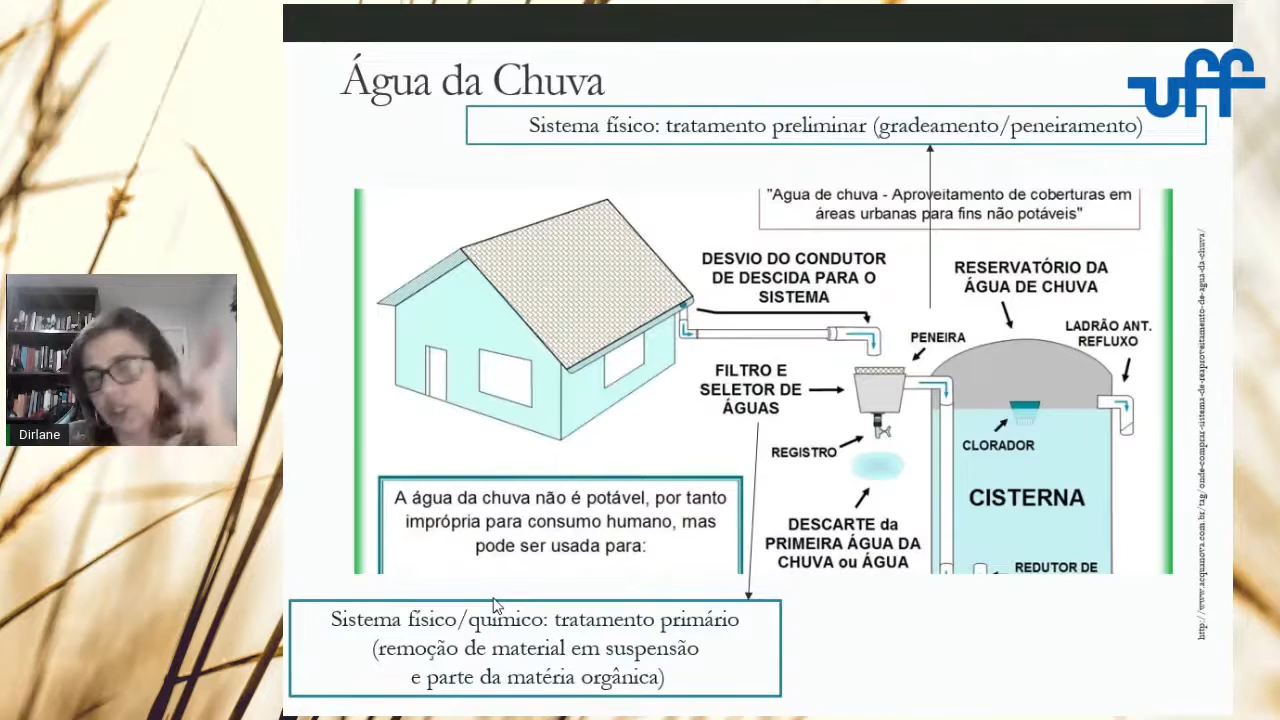 Água da Chuva
uff
Sistema físico: tratamento preliminar (gradeamento/peneiramento)
"Agua de chuva - Aproveitamento de coberturas em
áreas urbanas para fins não potáveis"
DESVIO DO CONDUTOR
DE DESCIDA PARA O
SISTEMA
RESERVATÓRIO DA
ÁGUA DE CHUVA
LADRÃO ANT.
REFLUXO
PENEIRA
FILTRO E
SELETOR DE
ÁGUAS
REGISTRO
CLORADOR
CISTERNA
DESCARTE da
PRIMEIRA ÁGUA DA
CHUVA ou ÁGUA
REDUTOR DE
A água da chuva não é potável, por tanto
imprópria para consumo humano, mas
pode ser usada para:
Sistema físico/químico: tratamento primário
(remoção de material em suspensão
e parte da matéria orgânica)
Dirlane